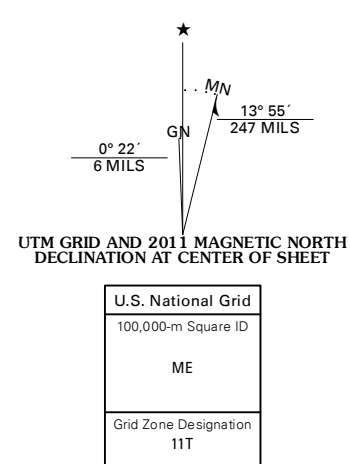 MN
13° 55´
247 MILS
GN
0° 22´
6 MILS
UTM GRID AND 2011 MAGNETIC NORTH
DECLINATION AT CENTER OF SHEET
U.S. National Grid
100,000-m Square ID
ME
Grid Zone Designation
11T